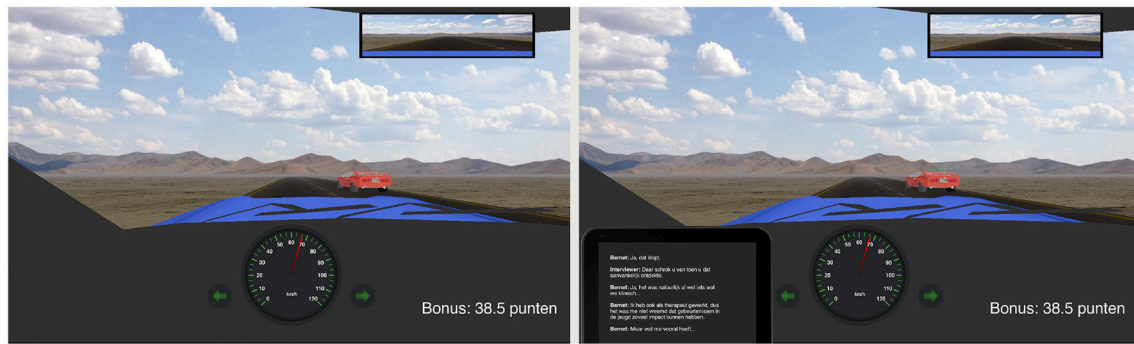 0
10
20
30
40
50
60
70
80
90
100
110
120
km/h
Bonus: 38.5 punten
Bernet: Ja, dat klopt.
Interviewer: Daar schrok u van toen u dat
aanvankelijk ontdekte.
Bernet: Ja, het was natuurlijk al wel iets wat
we klinisch...
Bernet: Ik heb ook als therapeut gewerkt, dus
het was me niet vreemd dat gebeurtenissen in
de jeugd zoveel impact kunnen hebben.
Bernet: Maar wat me vooral heeft...
0
10
20
30
40
50
60
70
80
90
100
110
120
km/h
Bonus: 38.5 punten